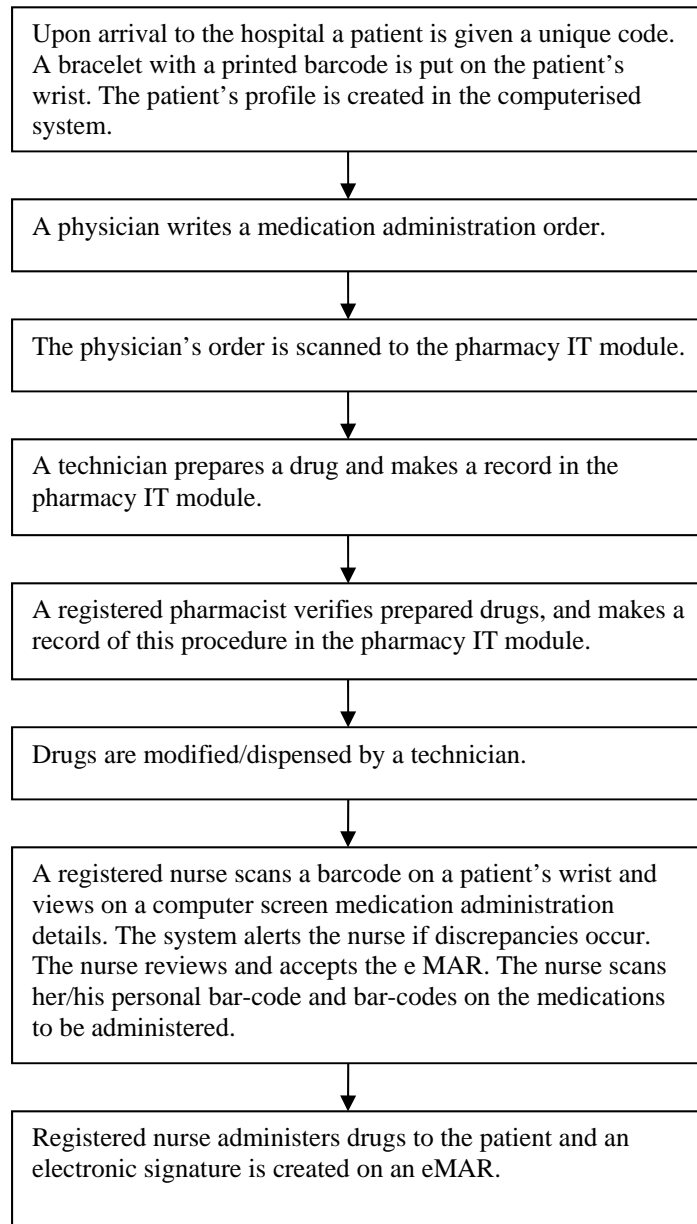 Upon arrival to the hospital a patient is given a unique code.
A bracelet with a printed barcode is put on the patient's
wrist. The patient's profile is created in the computerised
system.
A physician writes a medication administration order.
The physician's order is scanned to the pharmacy IT module.
A technician prepares a drug and makes a record in the
pharmacy IT module.
A registered pharmacist verifies prepared drugs, and makes a
record of this procedure in the pharmacy IT module.
Drugs are modified/dispensed by a technician.
A registered nurse scans a barcode on a patient's wrist and
views on a computer screen medication administration
details. The system alerts the nurse if discrepancies occur.
The nurse reviews and accepts the e MAR. The nurse scans
her/his personal bar-code and bar-codes on the medications
to be administered.
Registered nurse administers drugs to the patient and an
electronic signature is created on an eMAR.